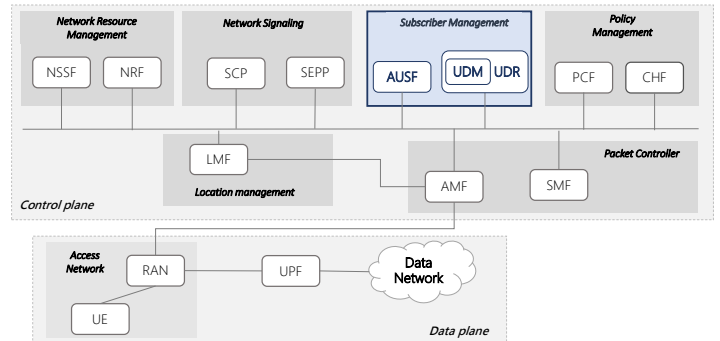 Network Resource
Management
NSSF
NRF
Network Signaling
SCP
SEPP
Subscriber Management
AUSF
UDM
UDR
Policy
Management
PCF
CHF
LMF
Location management
Packet Controller
AMF
SMF
Control plane
Access
Network
RAN
UE
UPF
Data
Network
Data plane